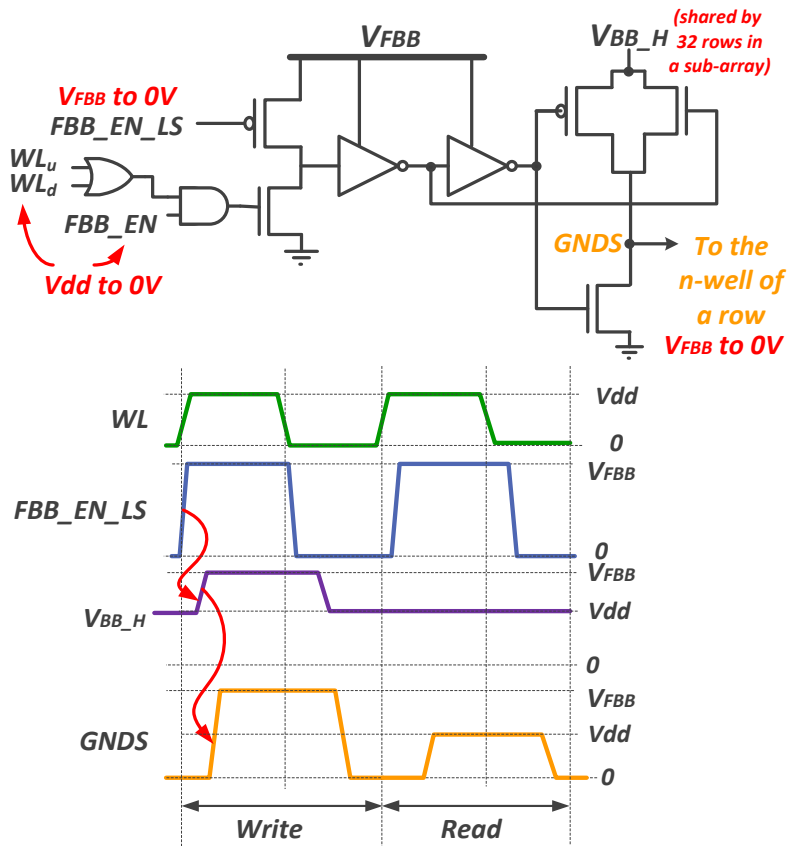 VFBB
VBB_H
(shared by
32 rows in
a sub-array)
VFBB to 0V
FBB_EN_LS
WLu
WLd
FBB_EN
Vdd to 0V
GNDS
To the
n-well of
a row
VFBB to 0V
WL
Vdd
0
FBB_EN_LS
VFBB
0
VBB_H
VFBB
Vdd
0
GNDS
VFBB
Vdd
0
Write
Read